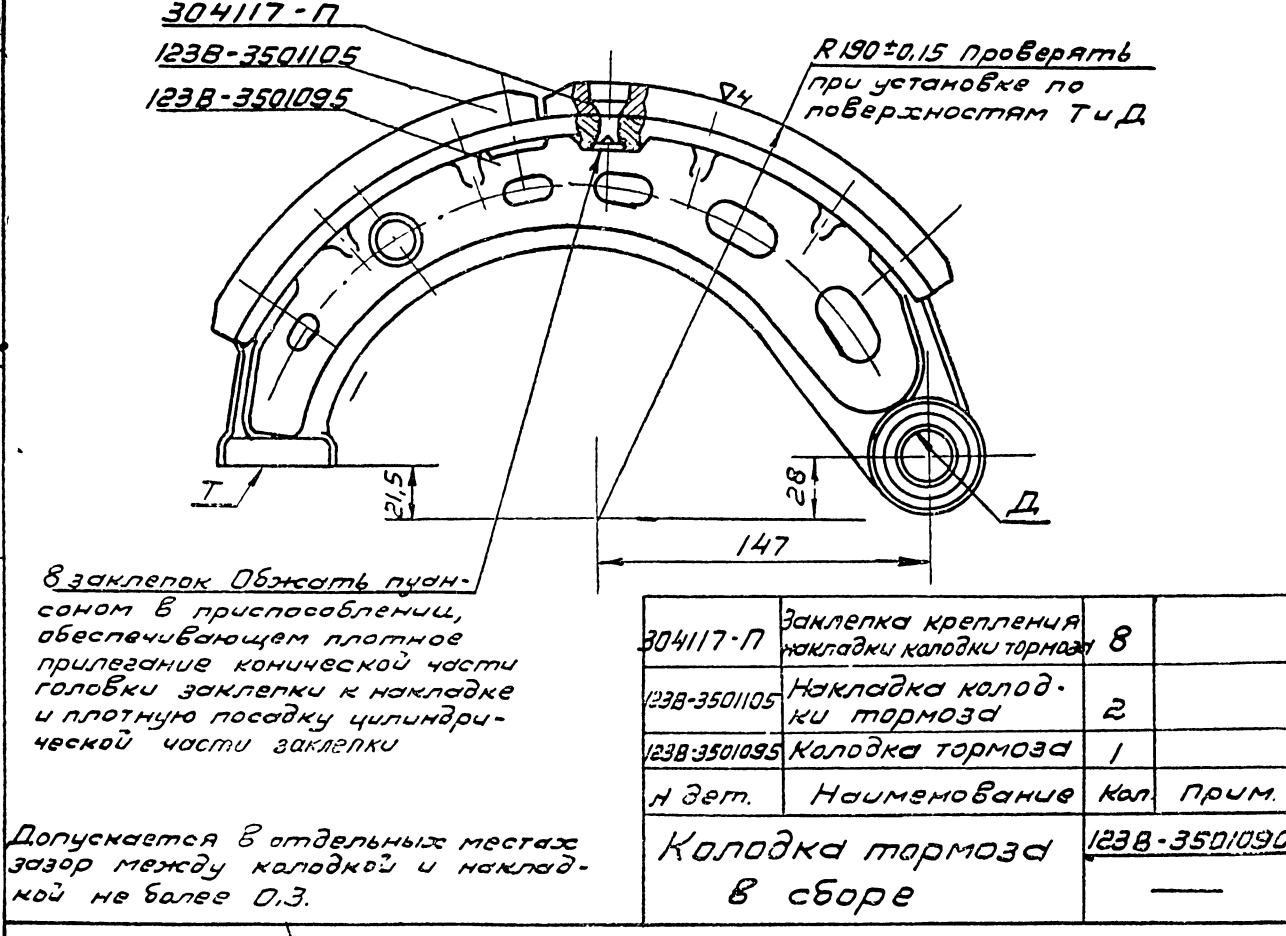 304117-П
123В-3501105
123В-3501095
R190±0,15 Проверять
при установке по
поверхностям Т и Д
▽4
Т
21,5
28
Д
147
8 заклепок Обжать пуан-
соном в приспособлении,
обеспечивающем плотное
прилегание конической части
головки заклепки к накладке
и плотную посадку цилиндри-
ческой части заклепки
Допускается в отдельных местах
зазор между колодкой и наклад-
кой не более 0,3.
304117-П Заклепка крепления накладки колодки тормоза 8
123В-3501105 Накладка колод-
ки тормоза 2
123В-3501095 Колодка тормоза 1
N дет. Наименование Кол. Прим.
Колодка тормоза
в сборе
123В-3501090